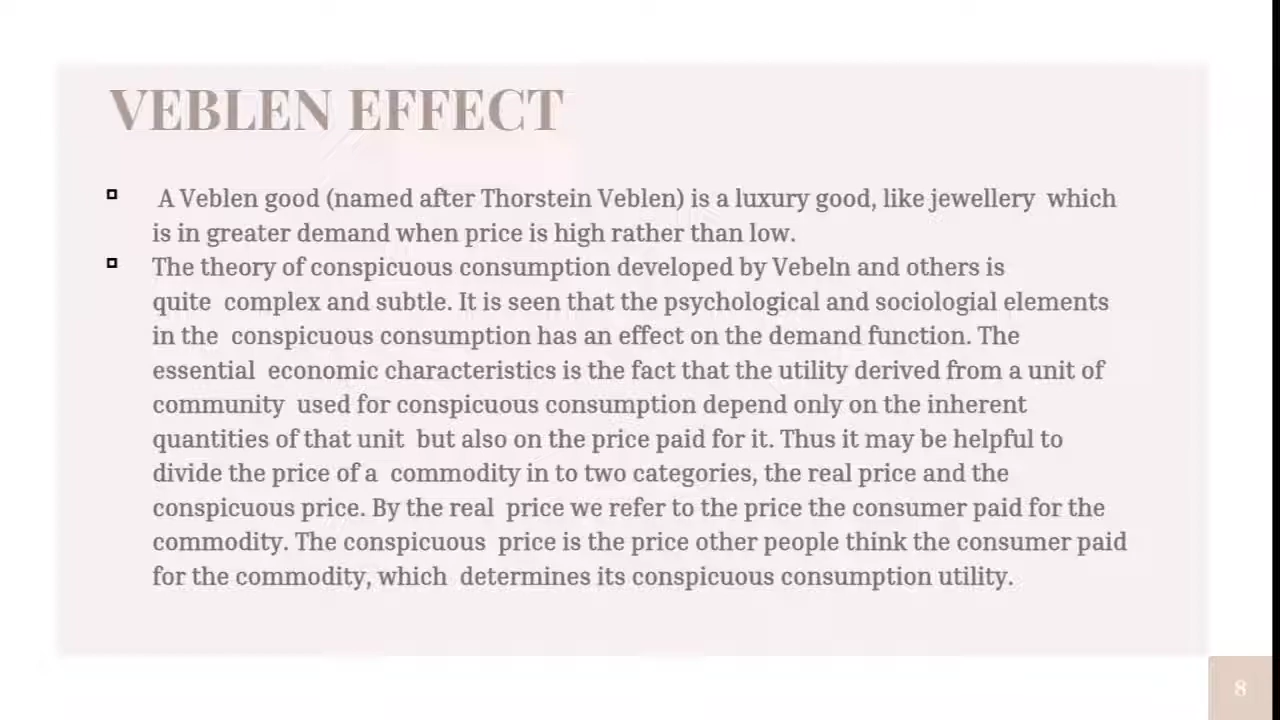 VEBLEN EFFECT
A Veblen good (named after Thorstein Veblen) is a luxury good, like jewellery which
is in greater demand when price is high rather than low.
The theory of conspicuous consumption developed by Vebeln and others is
quite complex and subtle. It is seen that the psychological and sociologial elements
in the conspicuous consumption has an effect on the demand function. The
essential economic characteristics is the fact that the utility derived from a unit of
community used for conspicuous consumption depend only on the inherent
quantities of that unit but also on the price paid for it. Thus it may be helpful to
divide the price of a commodity in to two categories, the real price and the
conspicuous price. By the real price we refer to the price the consumer paid for the
commodity. The conspicuous price is the price other people think the consumer paid
for the commodity, which determines its conspicuous consumption utility.
8